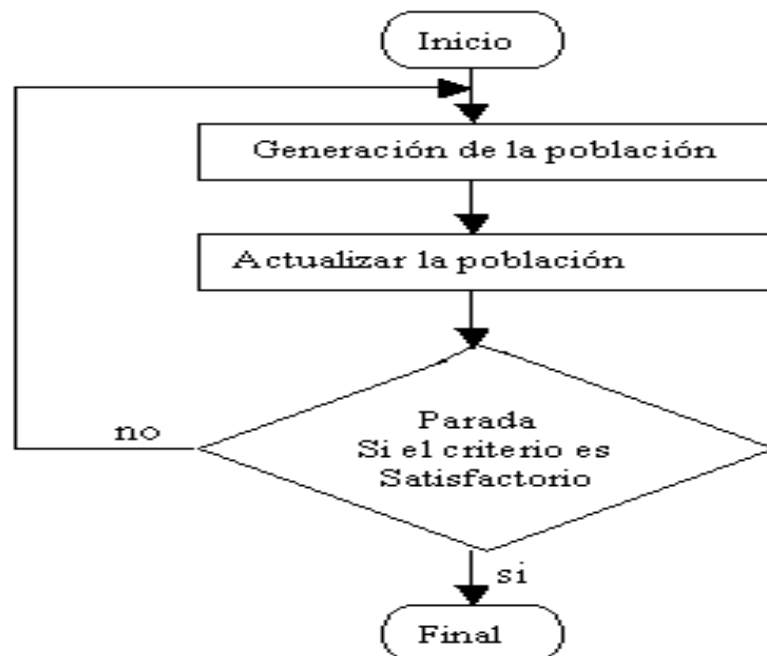 Inicio
Generación de la población
Actualizar la población
Parada
Si el criterio es
Satisfactorio
no
si
Final